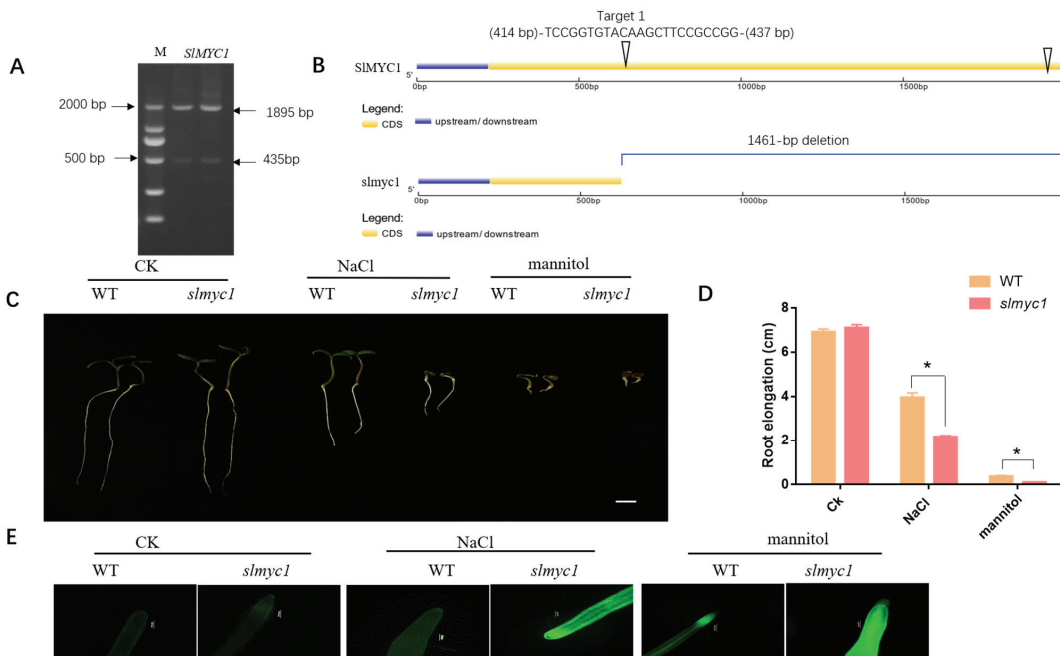 A
M SlMYC1
2000 bp
1895 bp
500 bp
435bp
B
Target 1
(414 bp)-TCCGGTGTACAAGCTTCCGCCGG-(437 bp)
SlMYC1
5'
0bp 500bp 1000bp 1500bp
Legend:
CDS upstream/ downstream
1461-bp deletion
slmyc1
5'
0bp 500bp 1000bp 1500bp
Legend:
CDS upstream/ downstream
C
CK NaCl mannitol
WT slmyc1 WT slmyc1 WT slmyc1
D
WT
slmyc1
Root elongation (cm)
8
6
4
2
0
*
*
Ck NaCl mannitol
E
CK NaCl mannitol
WT slmyc1 WT slmyc1 WT slmyc1